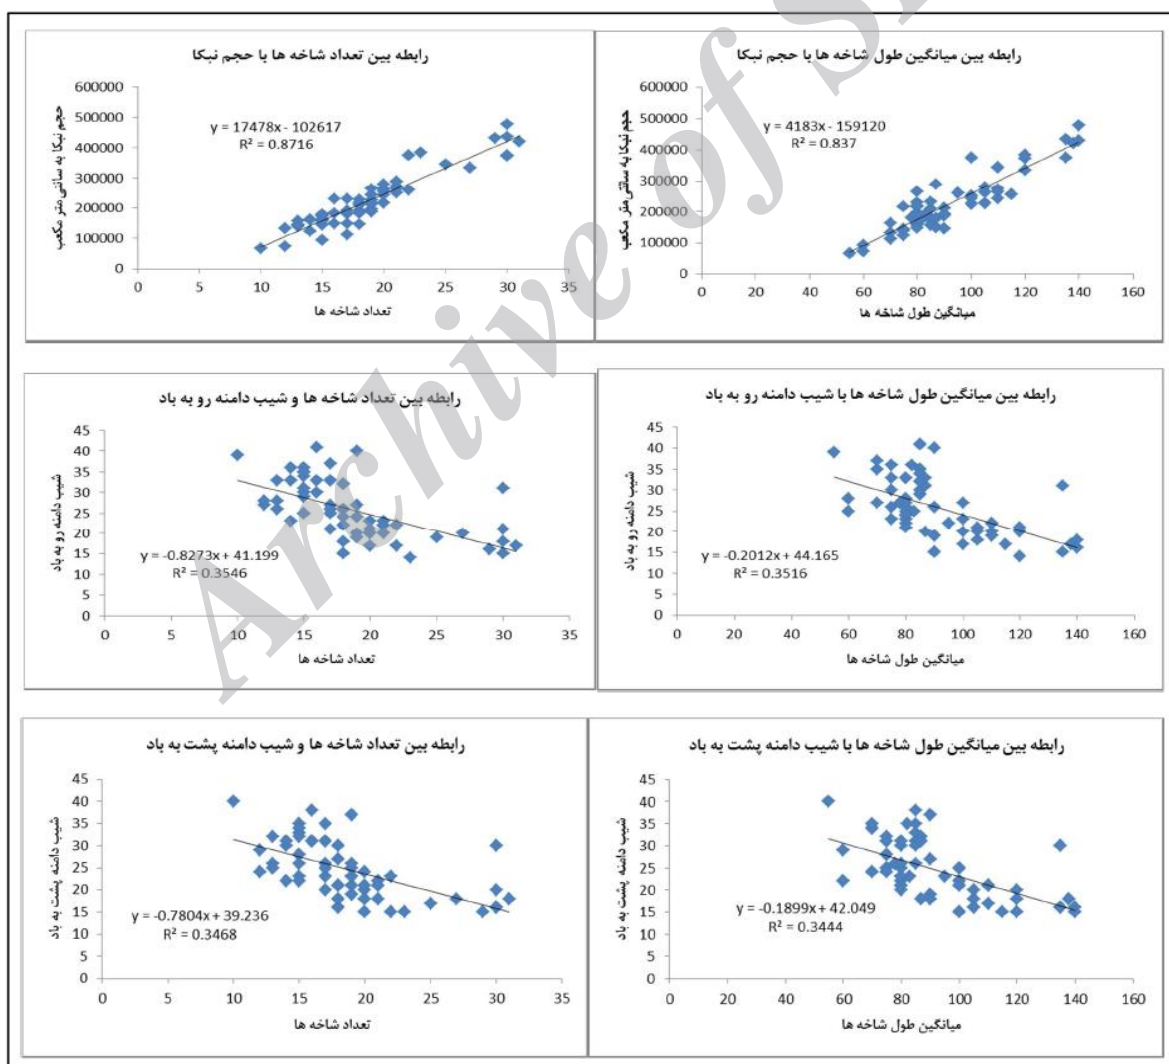 رابطه بین تعداد شاخه ها با حجم نبکا
حجم نبکا به سانتی متر مکعب
600000
500000
400000
300000
200000
100000
0
y = 17478x - 102617
R² = 0.8716
0 5 10 15 20 25 30 35
تعداد شاخه ها
رابطه بین میانگین طول شاخه ها با حجم نبکا
حجم نبکا به سانتی متر مکعب
600000
500000
400000
300000
200000
100000
0
y = 4183x - 159120
R² = 0.837
0 20 40 60 80 100 120 140 160
میانگین طول شاخه ها
رابطه بین تعداد شاخه ها و شیب دامنه رو به باد
شیب دامنه رو به باد
45
40
35
30
25
20
15
10
5
0
y = -0.8273x + 41.199
R² = 0.3546
0 5 10 15 20 25 30 35
تعداد شاخه ها
رابطه بین میانگین طول شاخه ها با شیب دامنه رو به باد
شیب دامنه رو به باد
45
40
35
30
25
20
15
10
5
0
y = -0.2012x + 44.165
R² = 0.3516
0 20 40 60 80 100 120 140 160
میانگین طول شاخه ها
رابطه بین تعداد شاخه ها و شیب دامنه پشت به باد
شیب دامنه پشت به باد
45
40
35
30
25
20
15
10
5
0
y = -0.7804x + 39.236
R² = 0.3468
0 5 10 15 20 25 30 35
تعداد شاخه ها
رابطه بین میانگین طول شاخه ها با شیب دامنه پشت به باد
شیب دامنه پشت به باد
45
40
35
30
25
20
15
10
5
0
y = -0.1899x + 42.049
R² = 0.3444
0 20 40 60 80 100 120 140 160
میانگین طول شاخه ها
Archive of